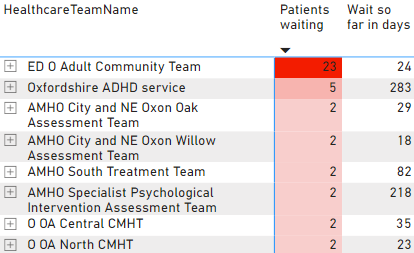 HealthcareTeamName Patients waiting Wait so far in days
ED O Adult Community Team 23 24
Oxfordshire ADHD service 5 283
AMHO City and NE Oxon Oak Assessment Team 2 29
AMHO City and NE Oxon Willow Assessment Team 2 18
AMHO South Treatment Team 2 82
AMHO Specialist Psychological Intervention Assessment Team 2 218
O OA Central CMHT 2 35
O OA North CMHT 2 23